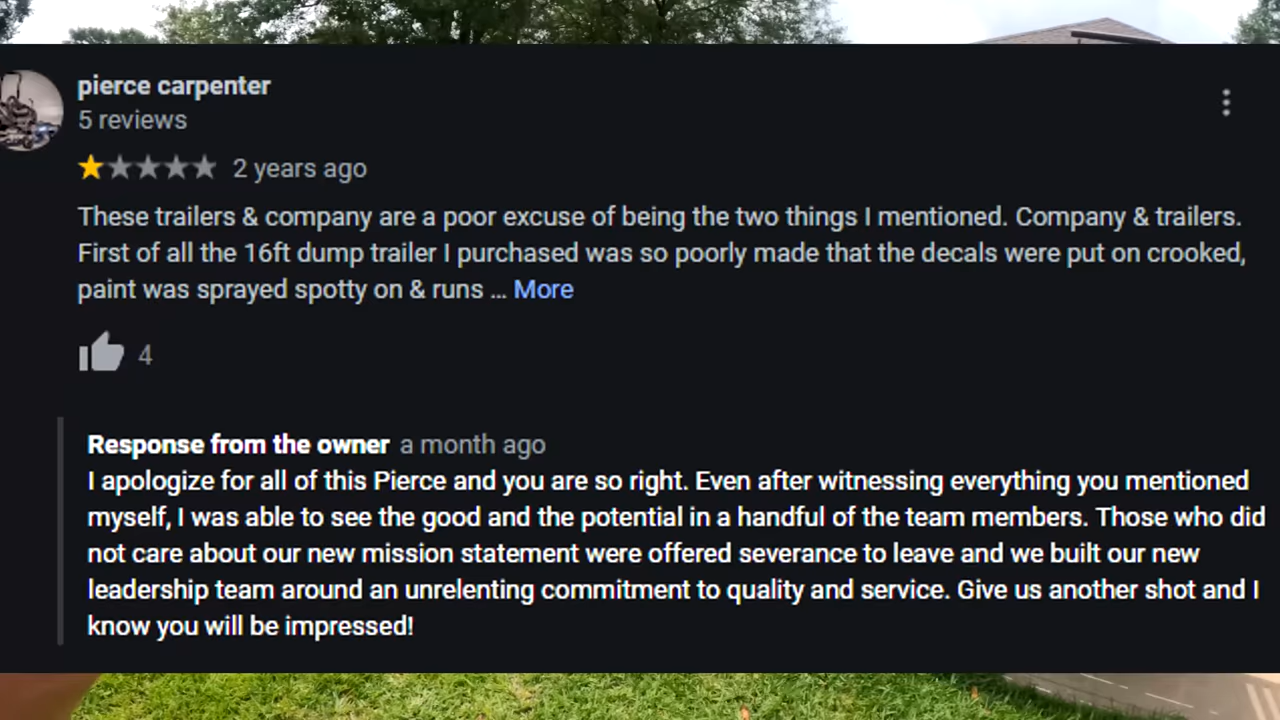 pierce carpenter
5 reviews
2 years ago
These trailers & company are a poor excuse of being the two things I mentioned. Company & trailers.
First of all the 16ft dump trailer I purchased was so poorly made that the decals were put on crooked,
paint was sprayed spotty on & runs ... More
4
Response from the owner a month ago
I apologize for all of this Pierce and you are so right. Even after witnessing everything you mentioned
myself, I was able to see the good and the potential in a handful of the team members. Those who did
not care about our new mission statement were offered severance to leave and we built our new
leadership team around an unrelenting commitment to quality and service. Give us another shot and I
know you will be impressed!